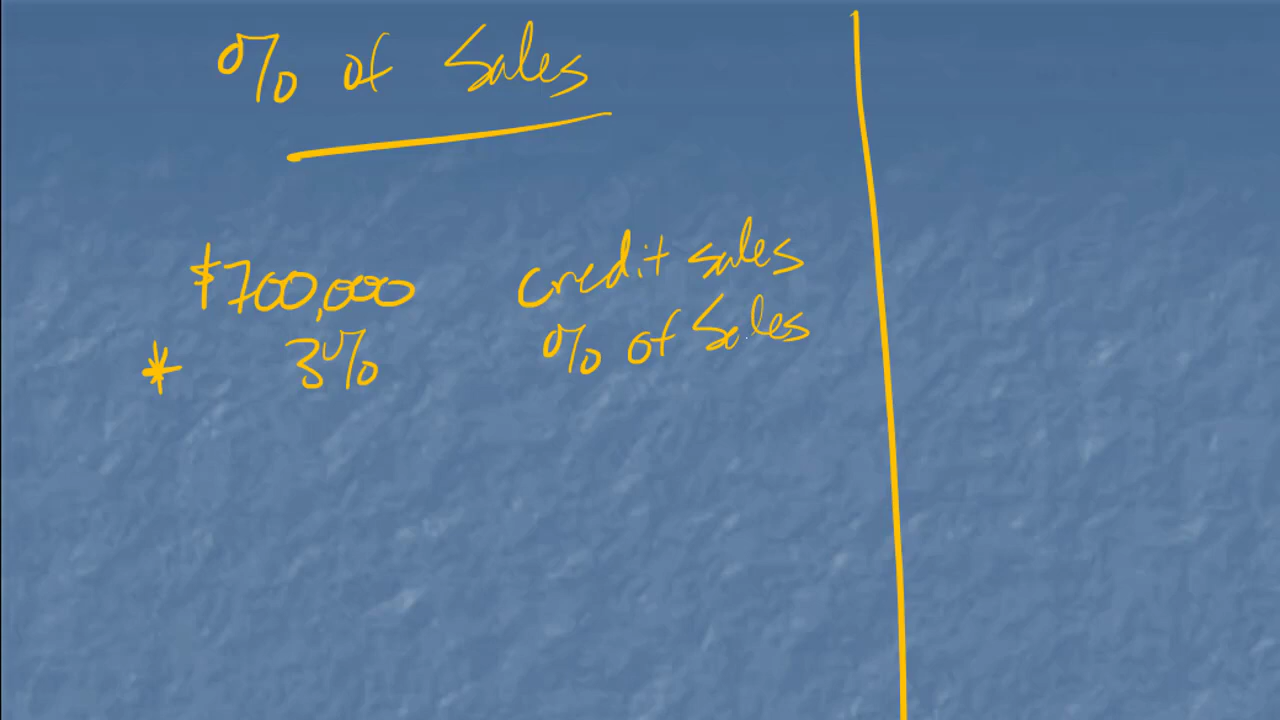 % of Sales
$700,000 credit sales
* 3% % of Sales